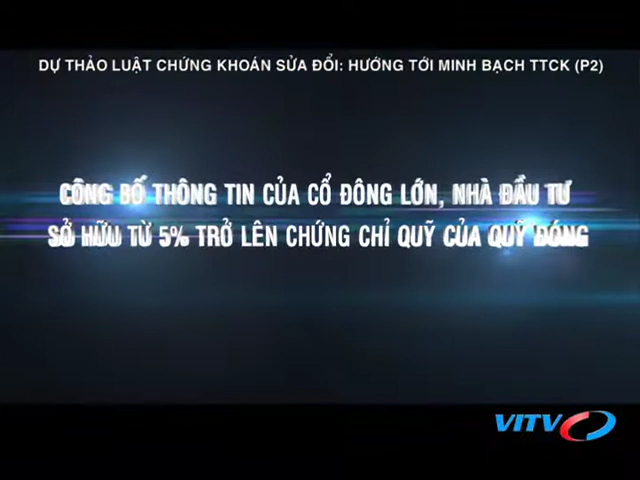 DỰ THẢO LUẬT CHỨNG KHOÁN SỬA ĐỔI: HƯỚNG TỚI MINH BẠCH TTCK (P2)
CÔNG BỐ THÔNG TIN CỦA CỔ ĐÔNG LỚN, NHÀ ĐẦU TƯ
SỞ HỮU TỪ 5% TRỞ LÊN CHỨNG CHỈ QUỸ CỦA QUỸ ĐÓNG
VITV